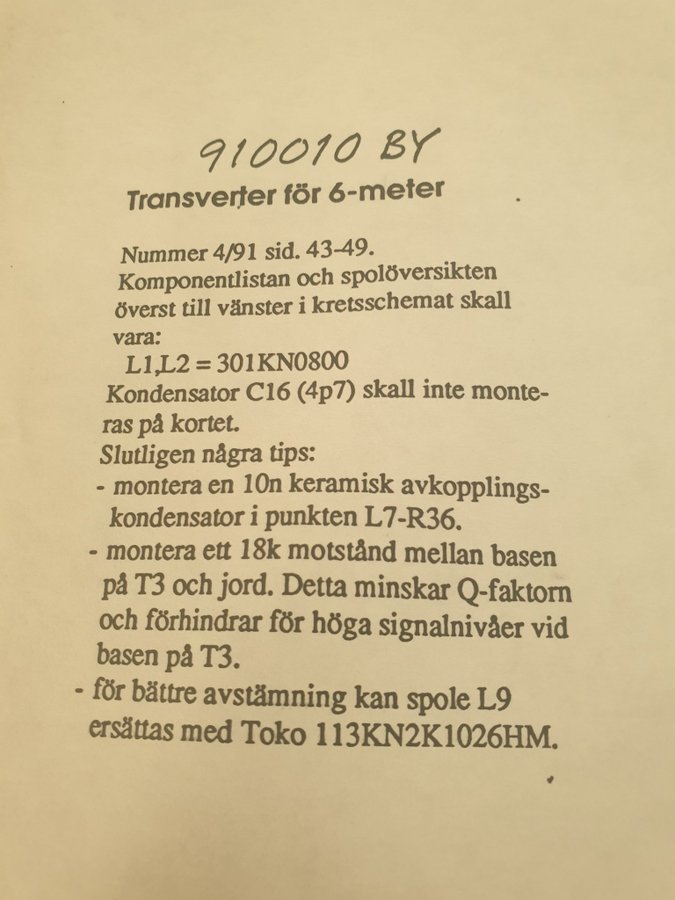 910010 BY
Transverter för 6-meter
Nummer 4/91 sid. 43-49.
Komponentlistan och spolöversikten
överst till vänster i kretsschemat skall
vara:
L1,L2 = 301KN0800
Kondensator C16 (4p7) skall inte monte-
ras på kortet.
Slutligen några tips:
- montera en 10n keramisk avkopplings-
kondensator i punkten L7-R36.
- montera ett 18k motstånd mellan basen
på T3 och jord. Detta minskar Q-faktorn
och förhindrar för höga signalnivåer vid
basen på T3.
- för bättre avstämning kan spole L9
ersättas med Toko 113KN2K1026HM.